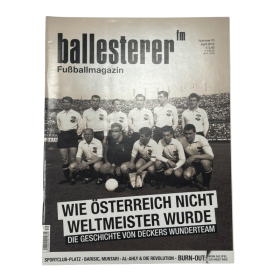 ballesterer fm
Fußballmagazin
WIE ÖSTERREICH NICHT
WELTMEISTER WURDE
DIE GESCHICHTE VON DECKERS WUNDERTEAM
SPORTCLUB-PLATZ · BARISIC, MUNTARI · AL-AHLY & DIE REVOLUTION · BURN-OUT